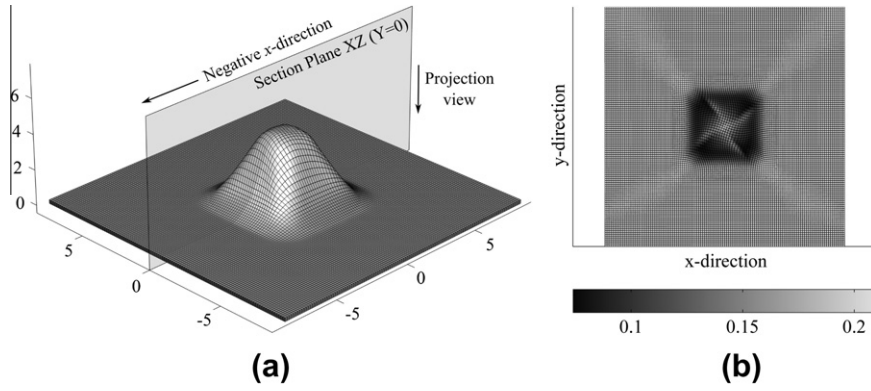 Negative x-direction
Section Plane XZ (Y=0)
Projection
view
6
4
2
0
5
0
-5
-5
0
5
(a)
y-direction
x-direction
0.1
0.15
0.2
(b)